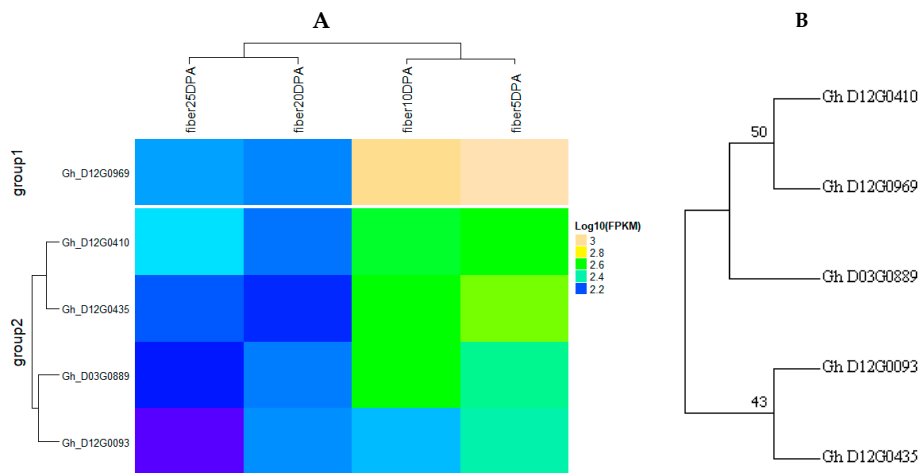 A
fiber25DPA
fiber20DPA
fiber10DPA
fiber5DPA
group1
Gh_D12G0969
group2
Gh_D12G0410
Gh_D12G0435
Gh_D03G0889
Gh_D12G0093
Log10(FPKM)
3
2.8
2.6
2.4
2.2
B
Gh D12G0410
50
Gh D12G0969
Gh D03G0889
Gh D12G0093
43
Gh D12G0435